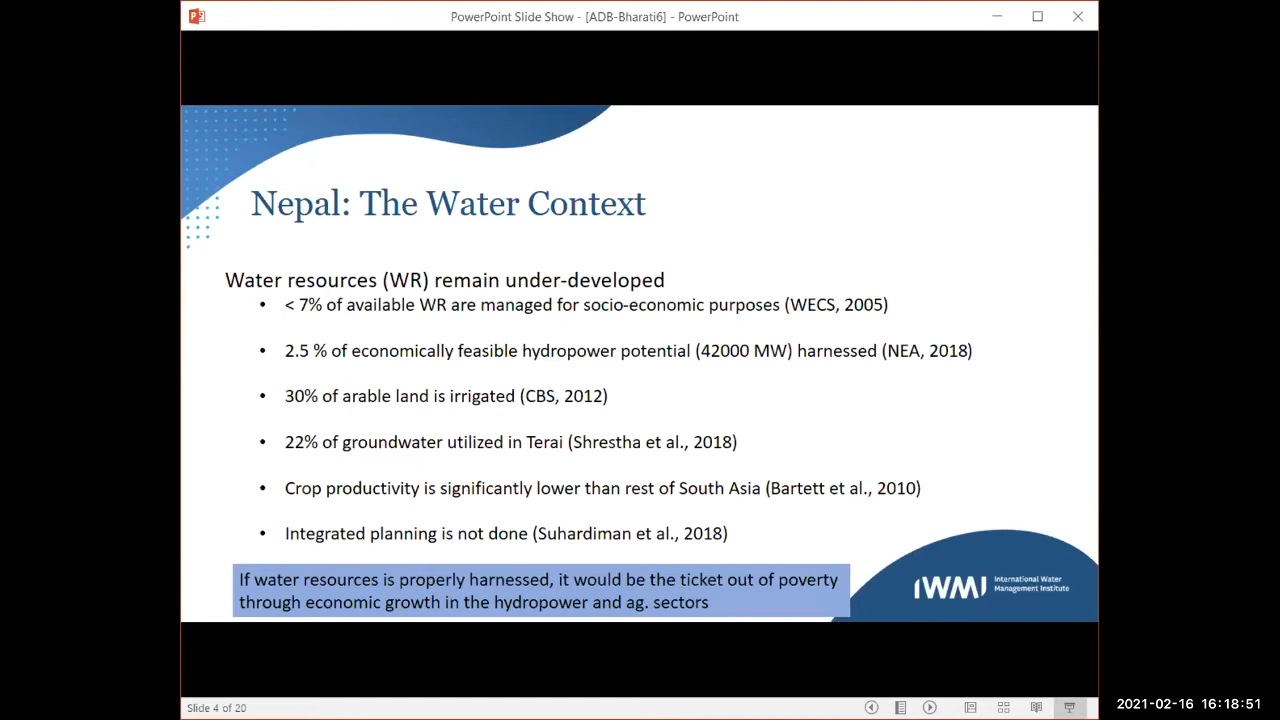 PowerPoint Slide Show - [ADB-Bharati6] - PowerPoint
Nepal: The Water Context
Water resources (WR) remain under-developed
• < 7% of available WR are managed for socio-economic purposes (WECS, 2005)
• 2.5 % of economically feasible hydropower potential (42000 MW) harnessed (NEA, 2018)
• 30% of arable land is irrigated (CBS, 2012)
• 22% of groundwater utilized in Terai (Shrestha et al., 2018)
• Crop productivity is significantly lower than rest of South Asia (Bartett et al., 2010)
• Integrated planning is not done (Suhardiman et al., 2018)
If water resources is properly harnessed, it would be the ticket out of poverty
through economic growth in the hydropower and ag. sectors
IWMI International Water
Management Institute
Slide 4 of 20
2021-02-16 16:18:51